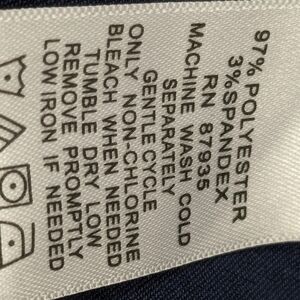 97% POLYESTER
3% SPANDEX
RN 87935
MACHINE WASH COLD
SEPARATELY
GENTLE CYCLE
ONLY NON-CHLORINE
BLEACH WHEN NEEDED
TUMBLE DRY LOW
REMOVE PROMPTLY
LOW IRON IF NEEDED